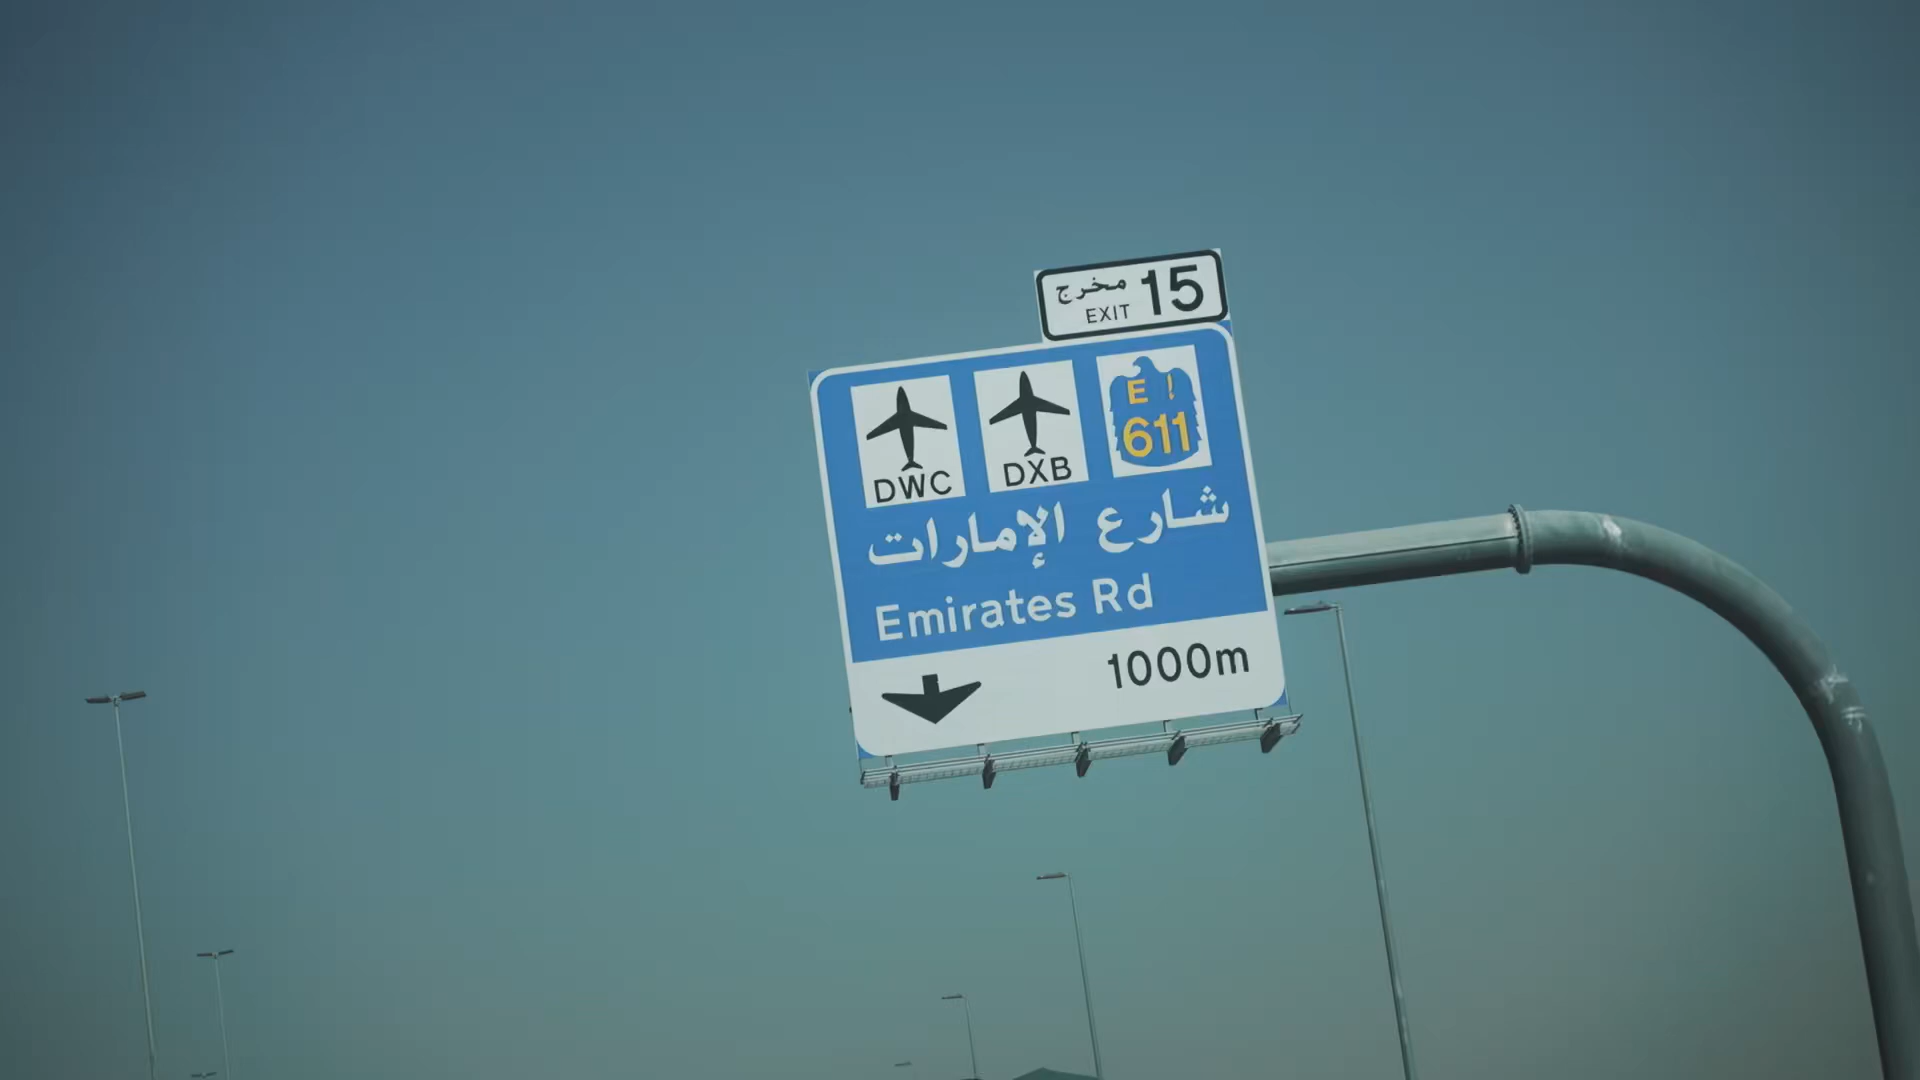 مخرج 15
EXIT
DWC DXB E إ
611
شارع الإمارات
Emirates Rd
1000m